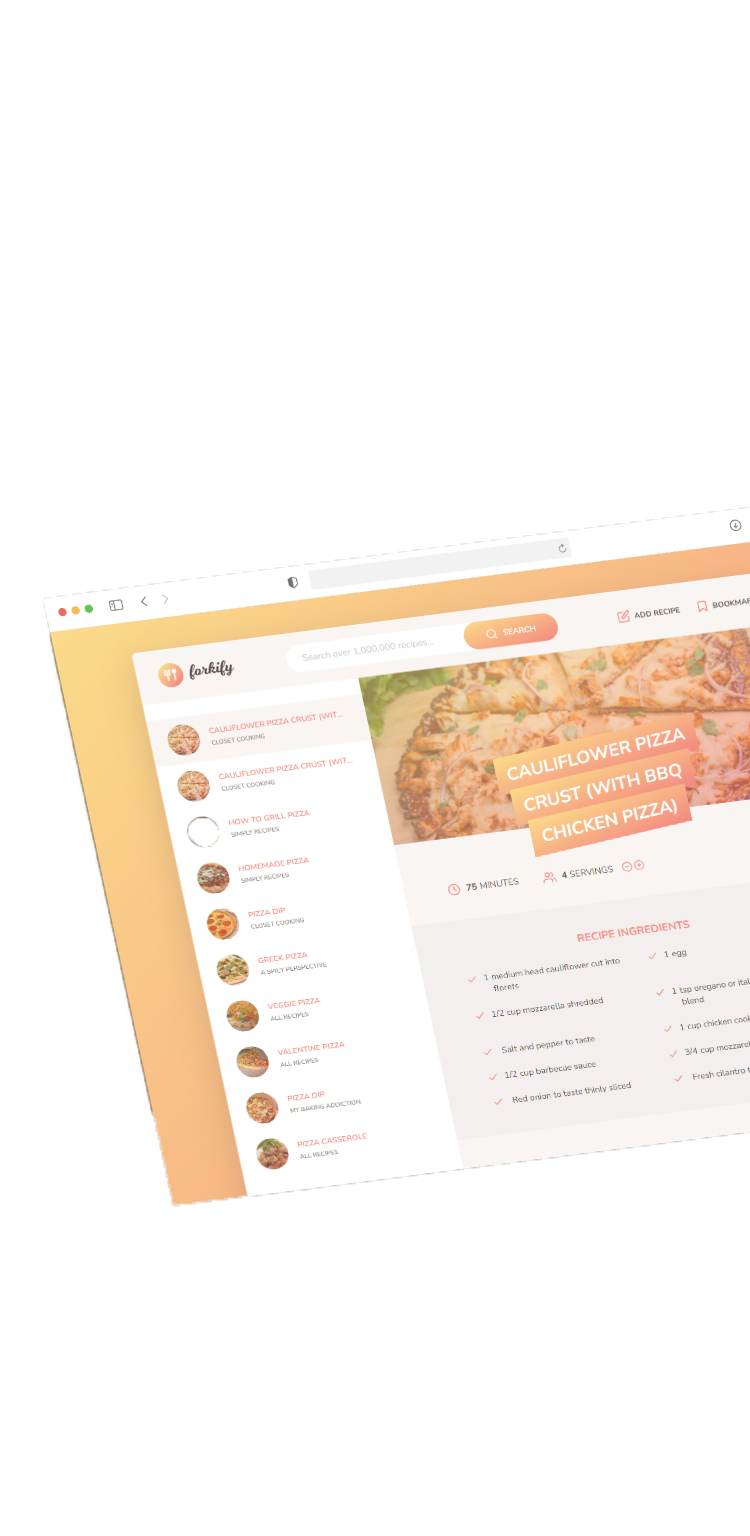 forkify
Search over 1,000,000 recipes...
SEARCH
ADD RECIPE
CAULIFLOWER PIZZA CRUST (WIT...
CLOSET COOKING
CAULIFLOWER PIZZA CRUST (WIT...
CLOSET COOKING
HOW TO GRILL PIZZA
SIMPLY RECIPES
HOMEMADE PIZZA
SIMPLY RECIPES
PIZZA DIP
CLOSET COOKING
GREEK PIZZA
A SPICY PERSPECTIVE
VEGGIE PIZZA
ALL RECIPES
VALENTINE PIZZA
ALL RECIPES
PIZZA DIP
MY BAKING ADDICTION
PIZZA CASSEROLE
ALL RECIPES
CAULIFLOWER PIZZA
CRUST (WITH BBQ
CHICKEN PIZZA)
75 MINUTES
4 SERVINGS
RECIPE INGREDIENTS
1 medium head cauliflower cut into
florets
1/2 cup mozzarella shredded
Salt and pepper to taste
1/2 cup barbecue sauce
Red onion to taste thinly sliced
1 egg
1 tsp oregano or
blend
1 cup chicken
3/4 cup
Fresh cilantro